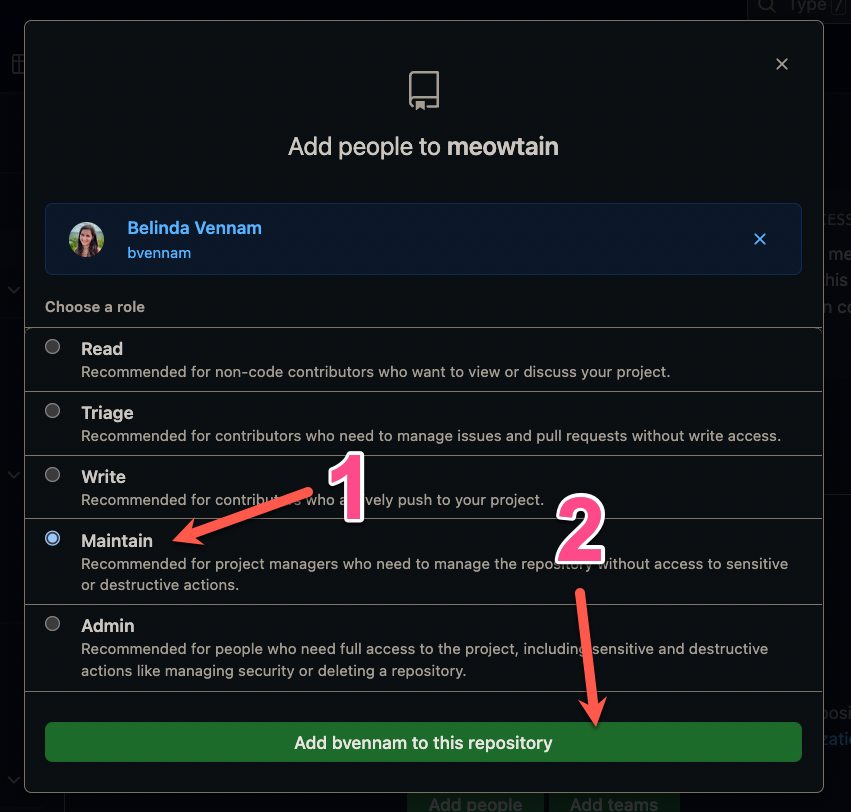 Type /
Add people to meowtain
Belinda Vennam
bvennam
Choose a role
Read
Recommended for non-code contributors who want to view or discuss your project.
Triage
Recommended for contributors who need to manage issues and pull requests without write access.
Write
Recommended for contributors who actively push to your project.
1
Maintain
Recommended for project managers who need to manage the repository without access to sensitive
or destructive actions.
2
Admin
Recommended for people who need full access to the project, including sensitive and destructive
actions like managing security or deleting a repository.
Add bvennam to this repository
Add people
Add teams